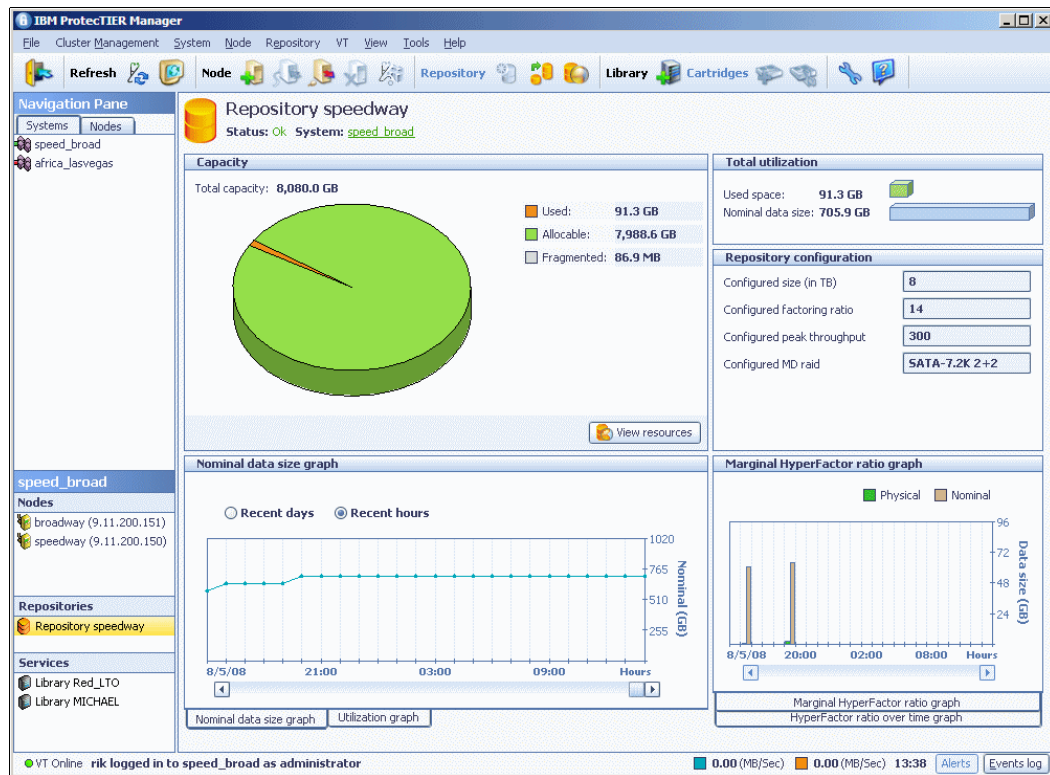 IBM ProtecTIER Manager
File Cluster Management System Node Repository VT View Tools Help
Refresh Node Repository Library Cartridges
Navigation Pane
Systems Nodes
speed_broad
africa_lasvegas
Repository speedway
Status: Ok System: speed_broad
Capacity
Total capacity: 8,080.0 GB
Used: 91.3 GB
Allocable: 7,988.6 GB
Fragmented: 86.9 MB
View resources
Total utilization
Used space: 91.3 GB
Nominal data size: 705.9 GB
Repository configuration
Configured size (in TB) 8
Configured factoring ratio 14
Configured peak throughput 300
Configured MD raid SATA-7.2K 2+2
speed_broad
Nodes
broadway (9.11.200.151)
speedway (9.11.200.150)
Repositories
Repository speedway
Services
Library Red_LTO
Library MICHAEL
Nominal data size graph
Recent days Recent hours
1020
765
510
255
Nominal (GB)
8/5/08 21:00 03:00 09:00 Hours
Nominal data size graph Utilization graph
Marginal HyperFactor ratio graph
Physical Nominal
96
72
48
24
Data size (GB)
8/5/08 20:00 02:00 08:00 Hours
Marginal HyperFactor ratio graph
HyperFactor ratio over time graph
VT Online rik logged in to speed_broad as administrator
0.00 (MB/Sec) 0.00 (MB/Sec) 13:38 Alerts Events log